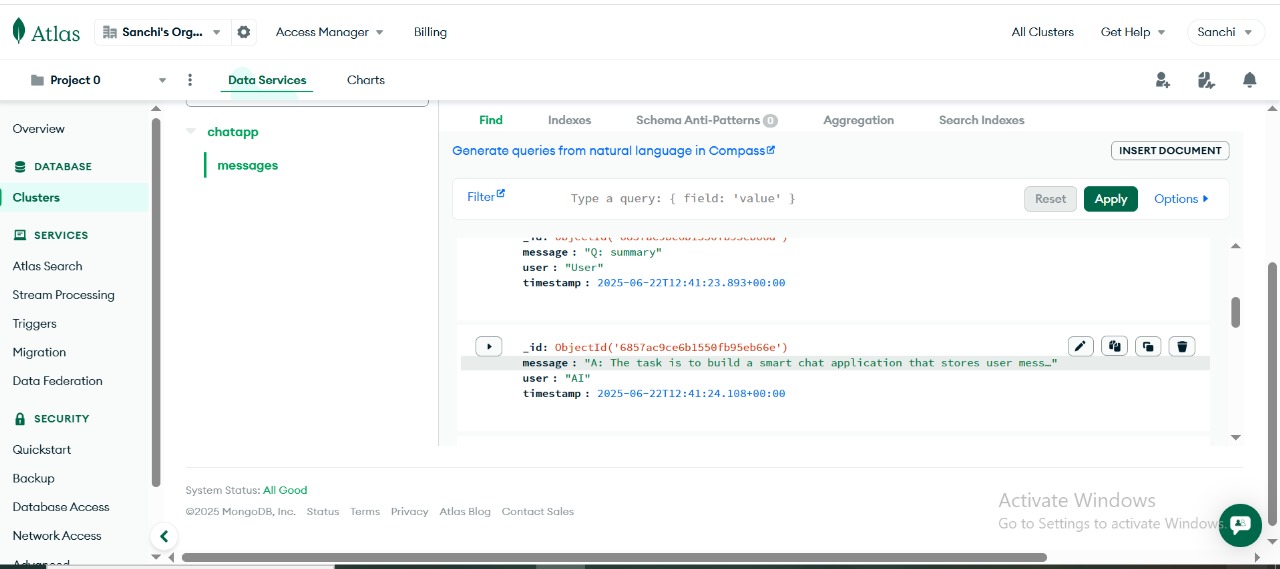 Atlas
Sanchi's Org...
Access Manager
Billing
All Clusters
Get Help
Sanchi
Project 0
Data Services
Charts
Overview
DATABASE
Clusters
SERVICES
Atlas Search
Stream Processing
Triggers
Migration
Data Federation
SECURITY
Quickstart
Backup
Database Access
Network Access
Advanced
chatapp
messages
Find
Indexes
Schema Anti-Patterns 0
Aggregation
Search Indexes
Generate queries from natural language in Compass
INSERT DOCUMENT
Filter
Type a query: { field: 'value' }
Reset
Apply
Options
message : "Q: summary"
user : "User"
timestamp : 2025-06-22T12:41:23.893+00:00
_id: ObjectId('6857ac9ce6b1550fb95eb66e')
message : "A: The task is to build a smart chat application that stores user mess…"
user : "AI"
timestamp : 2025-06-22T12:41:24.108+00:00
System Status: All Good
©2025 MongoDB, Inc. Status Terms Privacy Atlas Blog Contact Sales
Activate Windows
Go to Settings to activate Windows.